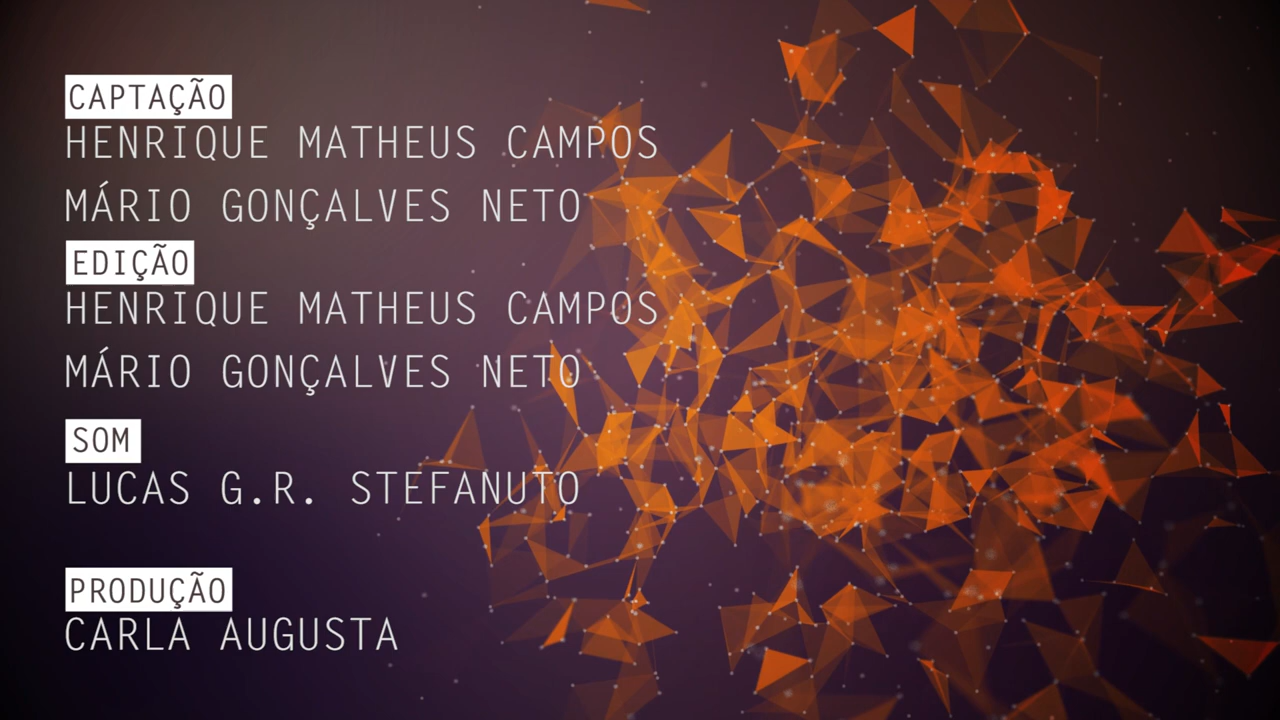 CAPTAÇÃO
HENRIQUE MATHEUS CAMPOS
MÁRIO GONÇALVES NETO
EDIÇÃO
HENRIQUE MATHEUS CAMPOS
MÁRIO GONÇALVES NETO
SOM
LUCAS G.R. STEFANUTO
PRODUÇÃO
CARLA AUGUSTA